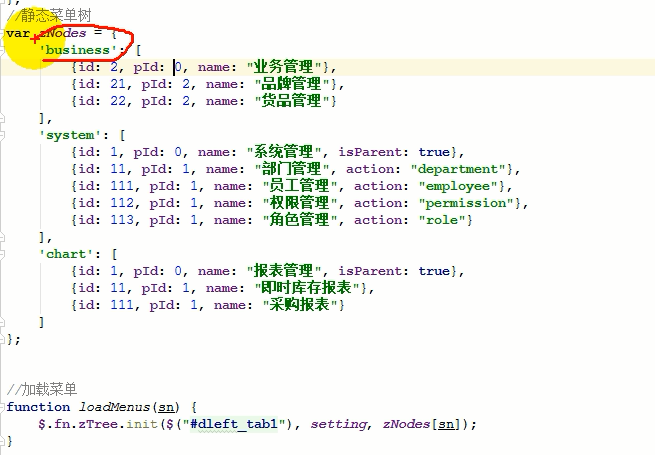 };
//静态菜单树
var zNodes = {
'business': [
{id: 2, pId: 0, name: "业务管理"},
{id: 21, pId: 2, name: "品牌管理"},
{id: 22, pId: 2, name: "货品管理"}
],
'system': [
{id: 1, pId: 0, name: "系统管理", isParent: true},
{id: 11, pId: 1, name: "部门管理", action: "department"},
{id: 111, pId: 1, name: "员工管理", action: "employee"},
{id: 112, pId: 1, name: "权限管理", action: "permission"},
{id: 113, pId: 1, name: "角色管理", action: "role"}
],
'chart': [
{id: 1, pId: 0, name: "报表管理", isParent: true},
{id: 11, pId: 1, name: "即时库存报表"},
{id: 111, pId: 1, name: "采购报表"}
]
};
//加载菜单
function loadMenus(sn) {
$.fn.zTree.init($("#dleft_tab1"), setting, zNodes[sn]);
}